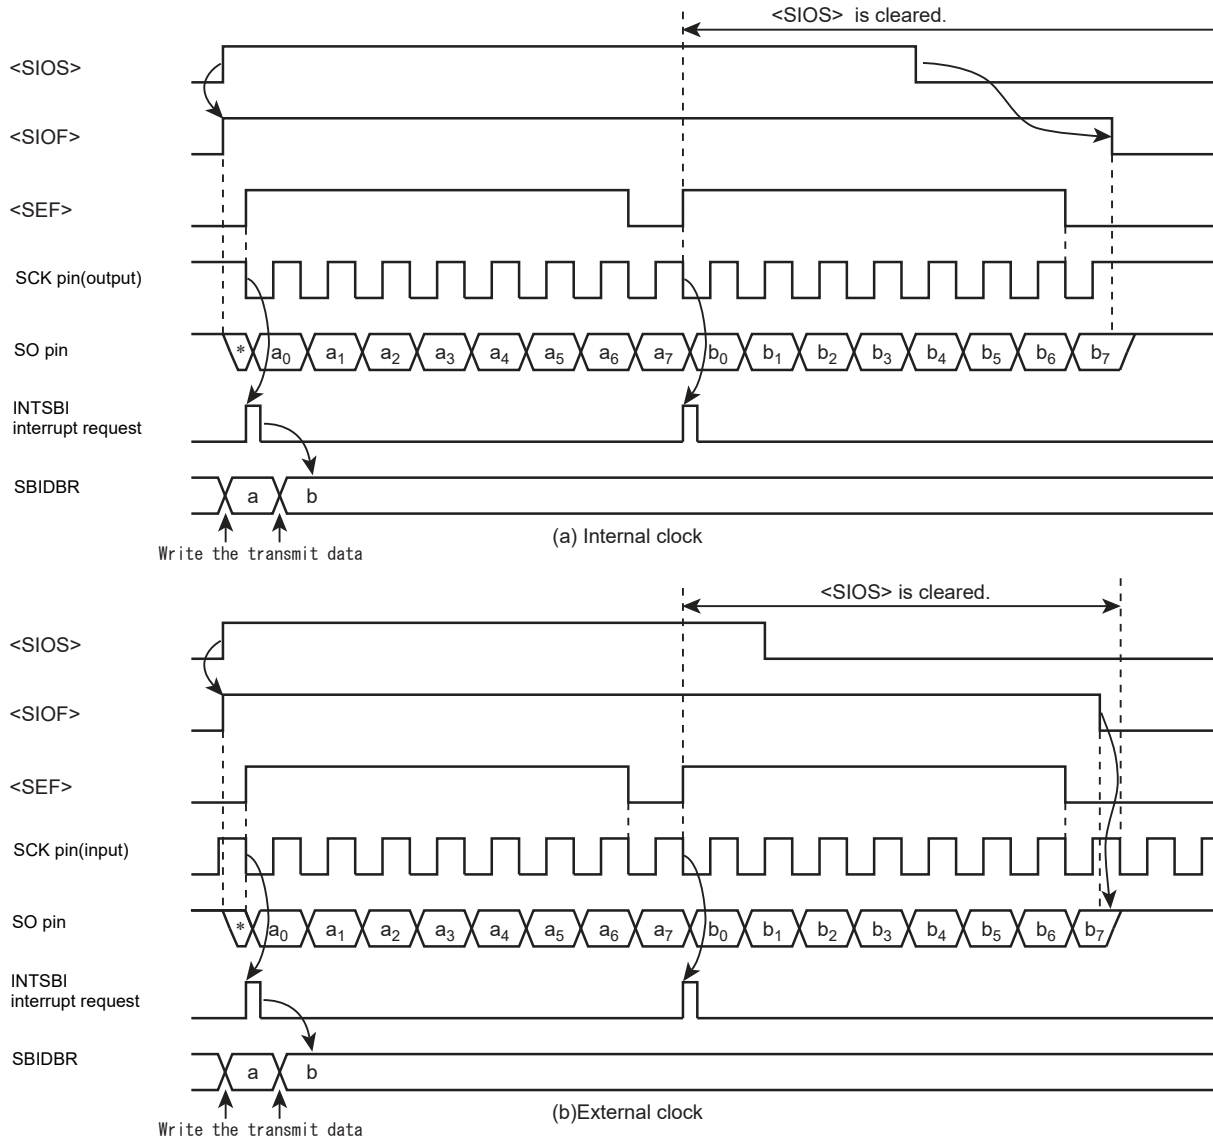 <SIOS> is cleared.
<SIOS>
<SIOF>
<SEF>
SCK pin(output)
SO pin * a0 a1 a2 a3 a4 a5 a6 a7 b0 b1 b2 b3 b4 b5 b6 b7
INTSBI
interrupt request
SBIDBR a b
(a) Internal clock
Write the transmit data
<SIOS> is cleared.
<SIOS>
<SIOF>
<SEF>
SCK pin(input)
SO pin * a0 a1 a2 a3 a4 a5 a6 a7 b0 b1 b2 b3 b4 b5 b6 b7
INTSBI
interrupt request
SBIDBR a b
(b)External clock
Write the transmit data